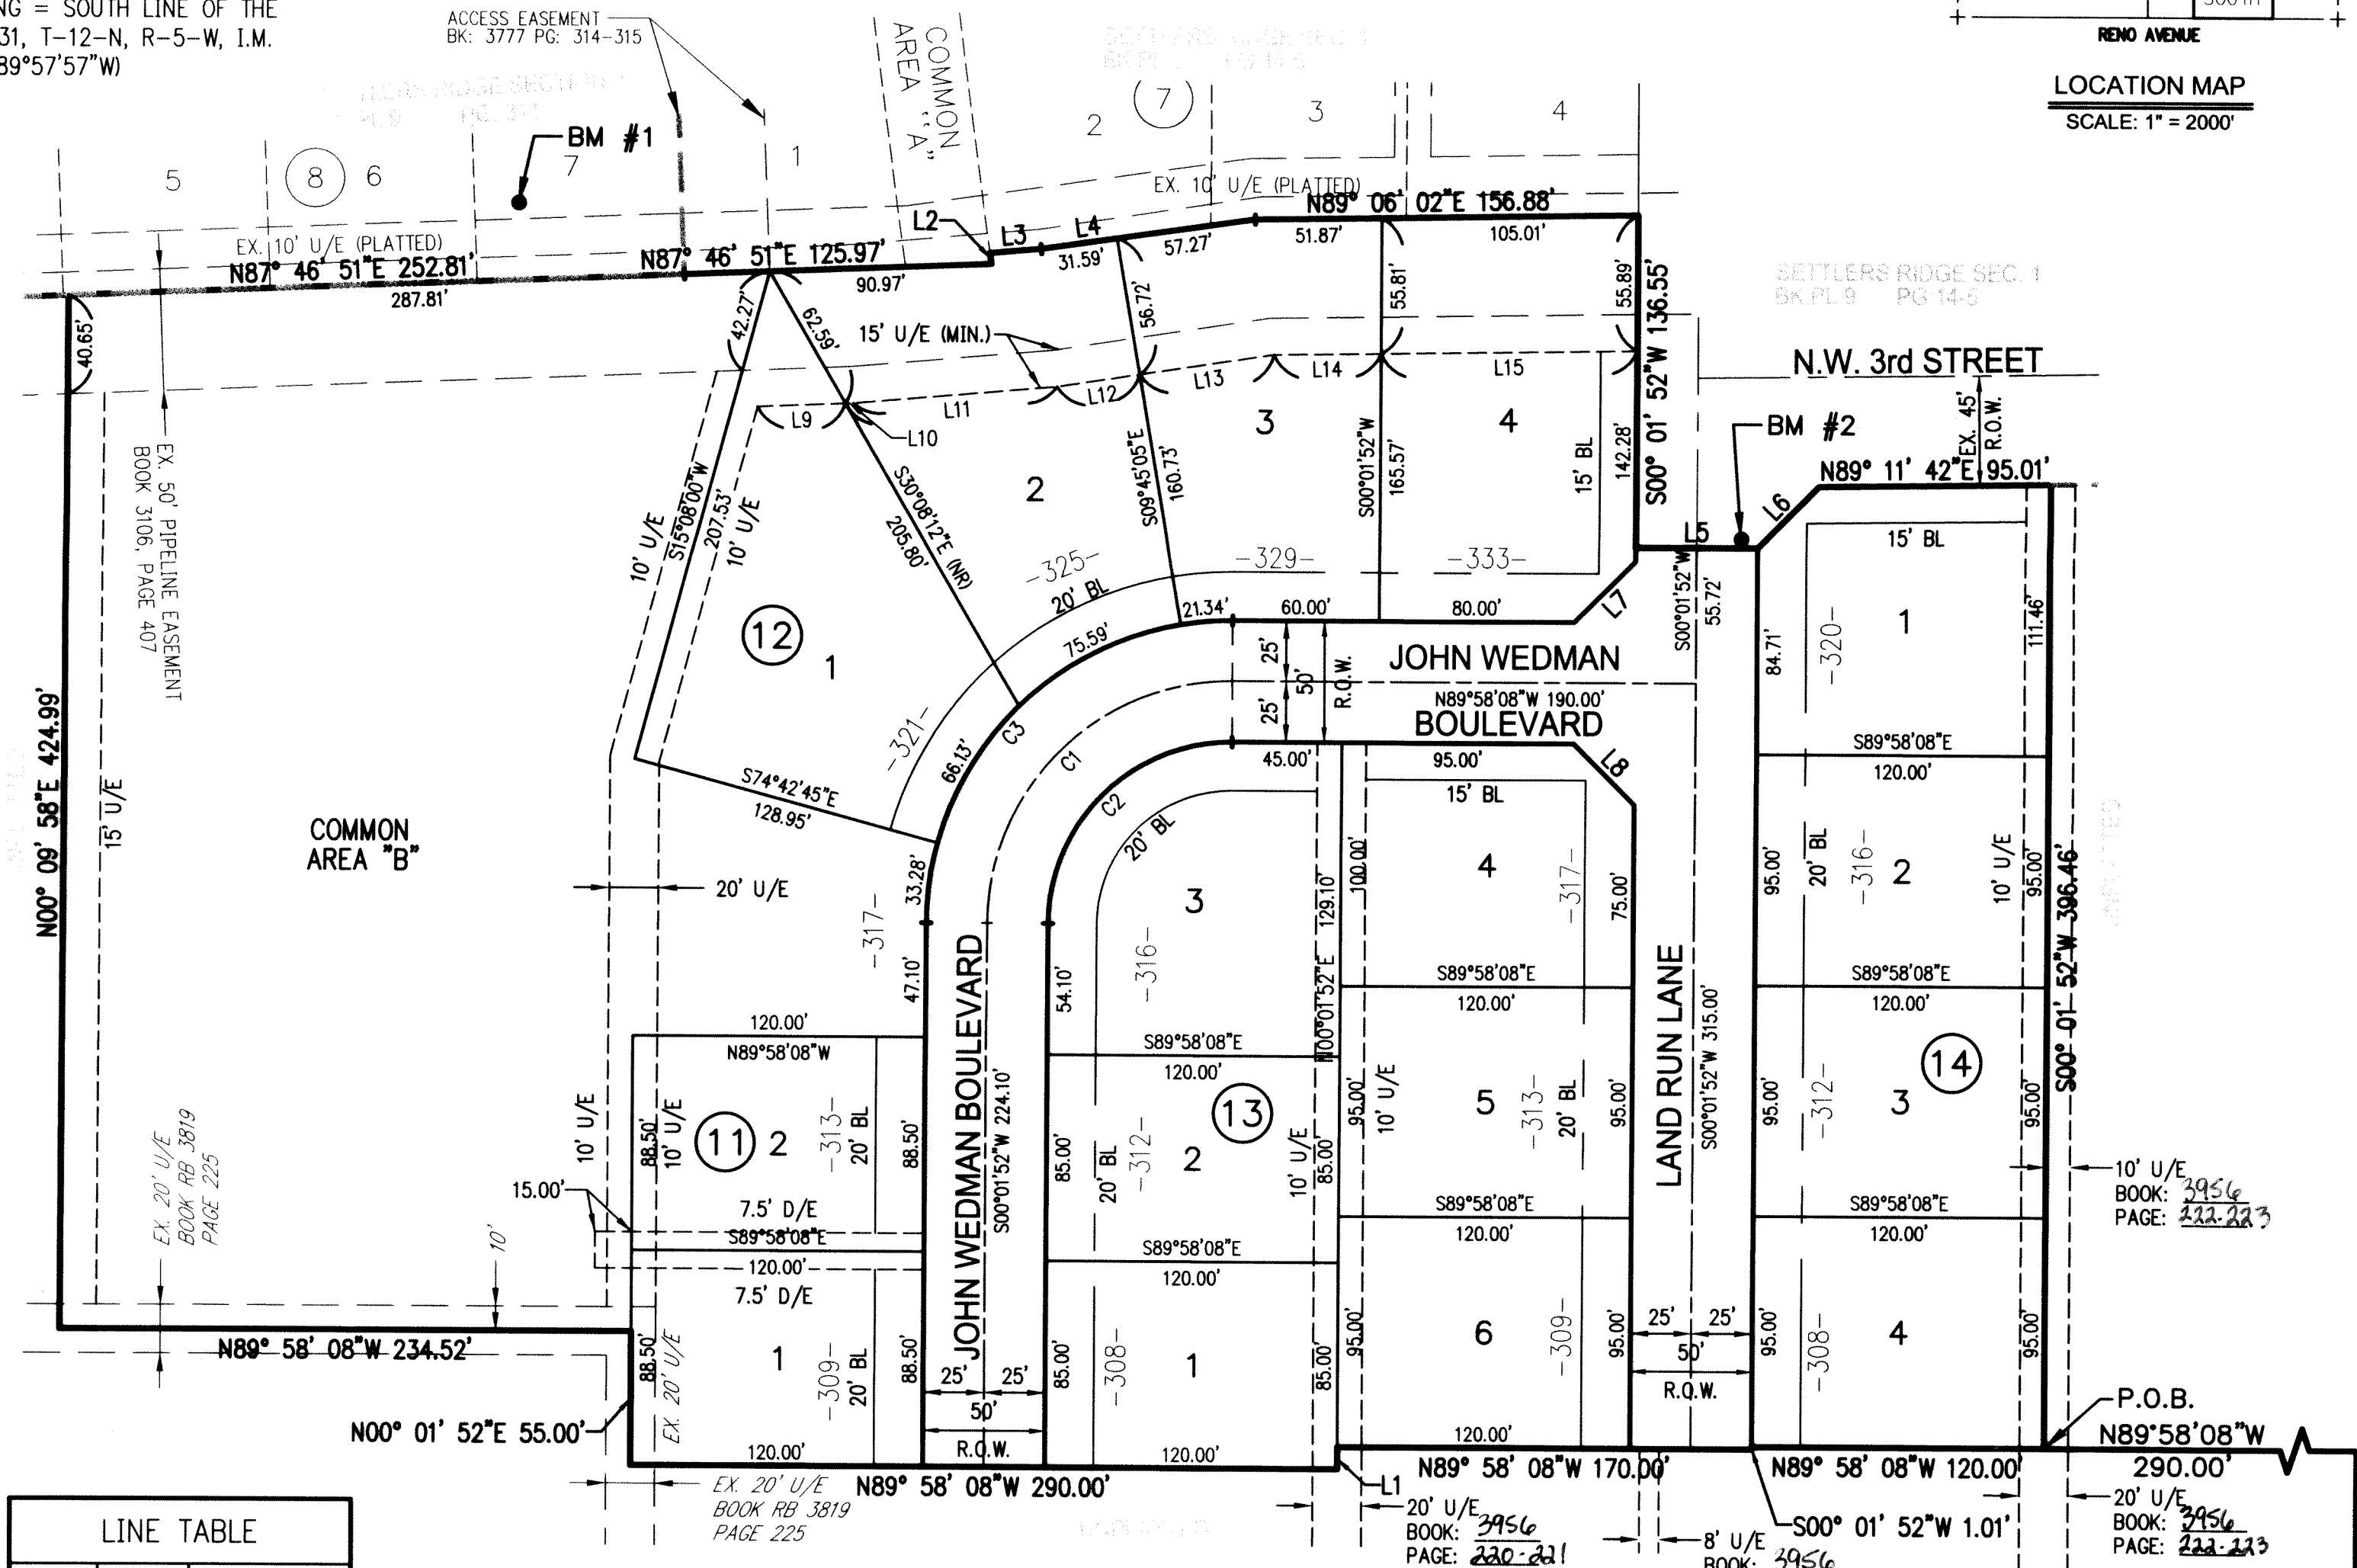 NG = SOUTH LINE OF THE
31, T-12-N, R-5-W, I.M.
89°57'57"W)
ACCESS EASEMENT
BK: 3777 PG: 314-315
COMMON
AREA "A"
RENO AVENUE
LOCATION MAP
SCALE: 1" = 2000'
BM #1
5
8
6
7
1
2
7
3
4
EX. 10' U/E (PLATTED)
EX. 10' U/E (PLATTED)
N87° 46' 51"E 252.81'
287.81'
N87° 46' 51"E 125.97'
90.97'
L2
L3
L4
31.59'
57.27'
N89° 06' 02"E 156.88'
51.87'
105.01'
SETTLERS RIDGE SEC. 1
BK.PL 9 PG 14-5
40.65'
42.27'
62.59'
56.72'
55.81'
55.89'
S00° 01' 52"W 136.55'
15' U/E (MIN.)
L9
L10
L11
L12
L13
L14
L15
N.W. 3rd STREET
EX. 45'
R.O.W.
BM #2
N89° 11' 42"E 95.01'
L5
L6
EX. 50' PIPELINE EASEMENT
BOOK 3106, PAGE 407
10' U/E
S15°08'00"W
207.53'
10' U/E
S30°08'12"E (NR)
205.80'
2
S09°45'05"E
160.73'
3
S00°01'52"W
165.57'
4
15' BL
142.28'
15' BL
-325-
20' BL
-329-
-333-
L7
S00°01'52"W
55.72'
84.71'
-320-
1
111.46'
12
1
-321-
75.59'
21.34'
60.00'
80.00'
25'
50'
25'
R.O.W.
JOHN WEDMAN
N89°58'08"W 190.00'
BOULEVARD
66.13'
C3
C1
C2
S74°42'45"E
128.95'
45.00'
95.00'
L8
15' BL
S89°58'08"E
120.00'
N00° 09' 58"E 424.99'
15' U/E
COMMON
AREA "B"
20' U/E
33.28'
-317-
47.10'
20' BL
3
-316-
54.10'
129.10'
N00°01'52"E
100.00'
4
-317-
75.00'
95.00'
20' BL
-316-
2
10' U/E
95.00'
S00° 01' 52"W 396.46'
S89°58'08"E
120.00'
S89°58'08"E
120.00'
120.00'
N89°58'08"W
JOHN WEDMAN BOULEVARD
S00°01'52"W 224.10'
S89°58'08"E
120.00'
LAND RUN LANE
S00°01'52"W 315.00'
10' U/E
88.50'
10' U/E
11
2
-313-
20' BL
88.50'
85.00'
20' BL
-312-
2
13
10' U/E
85.00'
95.00'
10' U/E
5
-313-
20' BL
95.00'
95.00'
-312-
3
14
95.00'
EX. 20' U/E
BOOK RB 3819
PAGE 225
10'
15.00'
7.5' D/E
S89°58'08"E
120.00'
7.5' D/E
S89°58'08"E
120.00'
S89°58'08"E
120.00'
S89°58'08"E
120.00'
10' U/E
BOOK: 3956
PAGE: 222-223
N89° 58' 08"W 234.52'
N00° 01' 52"E 55.00'
88.50'
EX. 20' U/E
1
-309-
20' BL
88.50'
25'
25'
50'
R.O.W.
85.00'
-308-
1
85.00'
95.00'
6
-309-
95.00'
25'
25'
50'
R.O.W.
95.00'
-308-
4
95.00'
P.O.B.
N89°58'08"W
290.00'
120.00'
120.00'
120.00'
N89° 58' 08"W 290.00'
L1
N89° 58' 08"W 170.00'
N89° 58' 08"W 120.00'
EX. 20' U/E
BOOK RB 3819
PAGE 225
20' U/E
BOOK: 3956
PAGE: 220-221
8' U/E
BOOK: 3956
S00° 01' 52"W 1.01'
20' U/E
BOOK: 3956
PAGE: 222-223
LINE TABLE